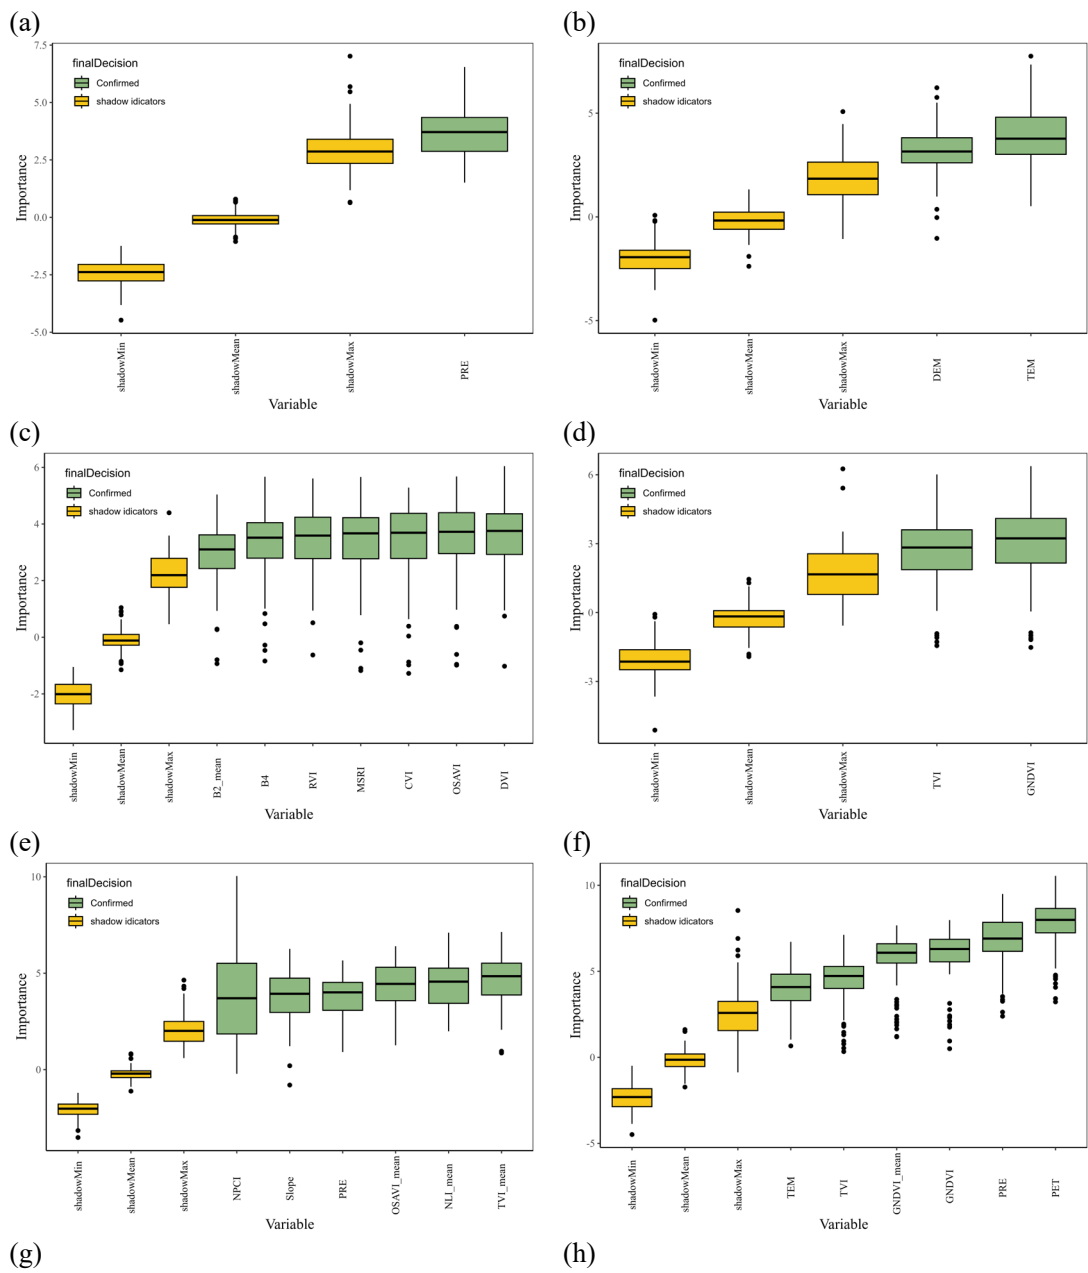 (a)
7.5
5.0
2.5
0.0
-2.5
-5.0
Importance
finalDecision
Confirmed
shadow idicators
shadowMin
shadowMean
shadowMax
PRE
Variable
(b)
5
0
-5
Importance
finalDecision
Confirmed
shadow idicators
shadowMin
shadowMean
shadowMax
DEM
TEM
Variable
(c)
6
4
2
0
-2
Importance
finalDecision
Confirmed
shadow idicators
shadowMin
shadowMean
shadowMax
B2_mean
B4
RVI
MSRI
CVI
OSAVI
DVI
Variable
(d)
6
3
0
-3
Importance
finalDecision
Confirmed
shadow idicators
shadowMin
shadowMean
shadowMax
TVI
GNDVI
Variable
(e)
10
5
0
Importance
finalDecision
Confirmed
shadow idicators
shadowMin
shadowMean
shadowMax
NPCI
Slope
PRE
OSAVI_mean
NLI_mean
TVI_mean
Variable
(f)
10
5
0
-5
Importance
finalDecision
Confirmed
shadow idicators
shadowMin
shadowMean
shadowMax
TEM
TVI
GNDVI_mean
GNDVI
PRE
PET
Variable
(g)
(h)